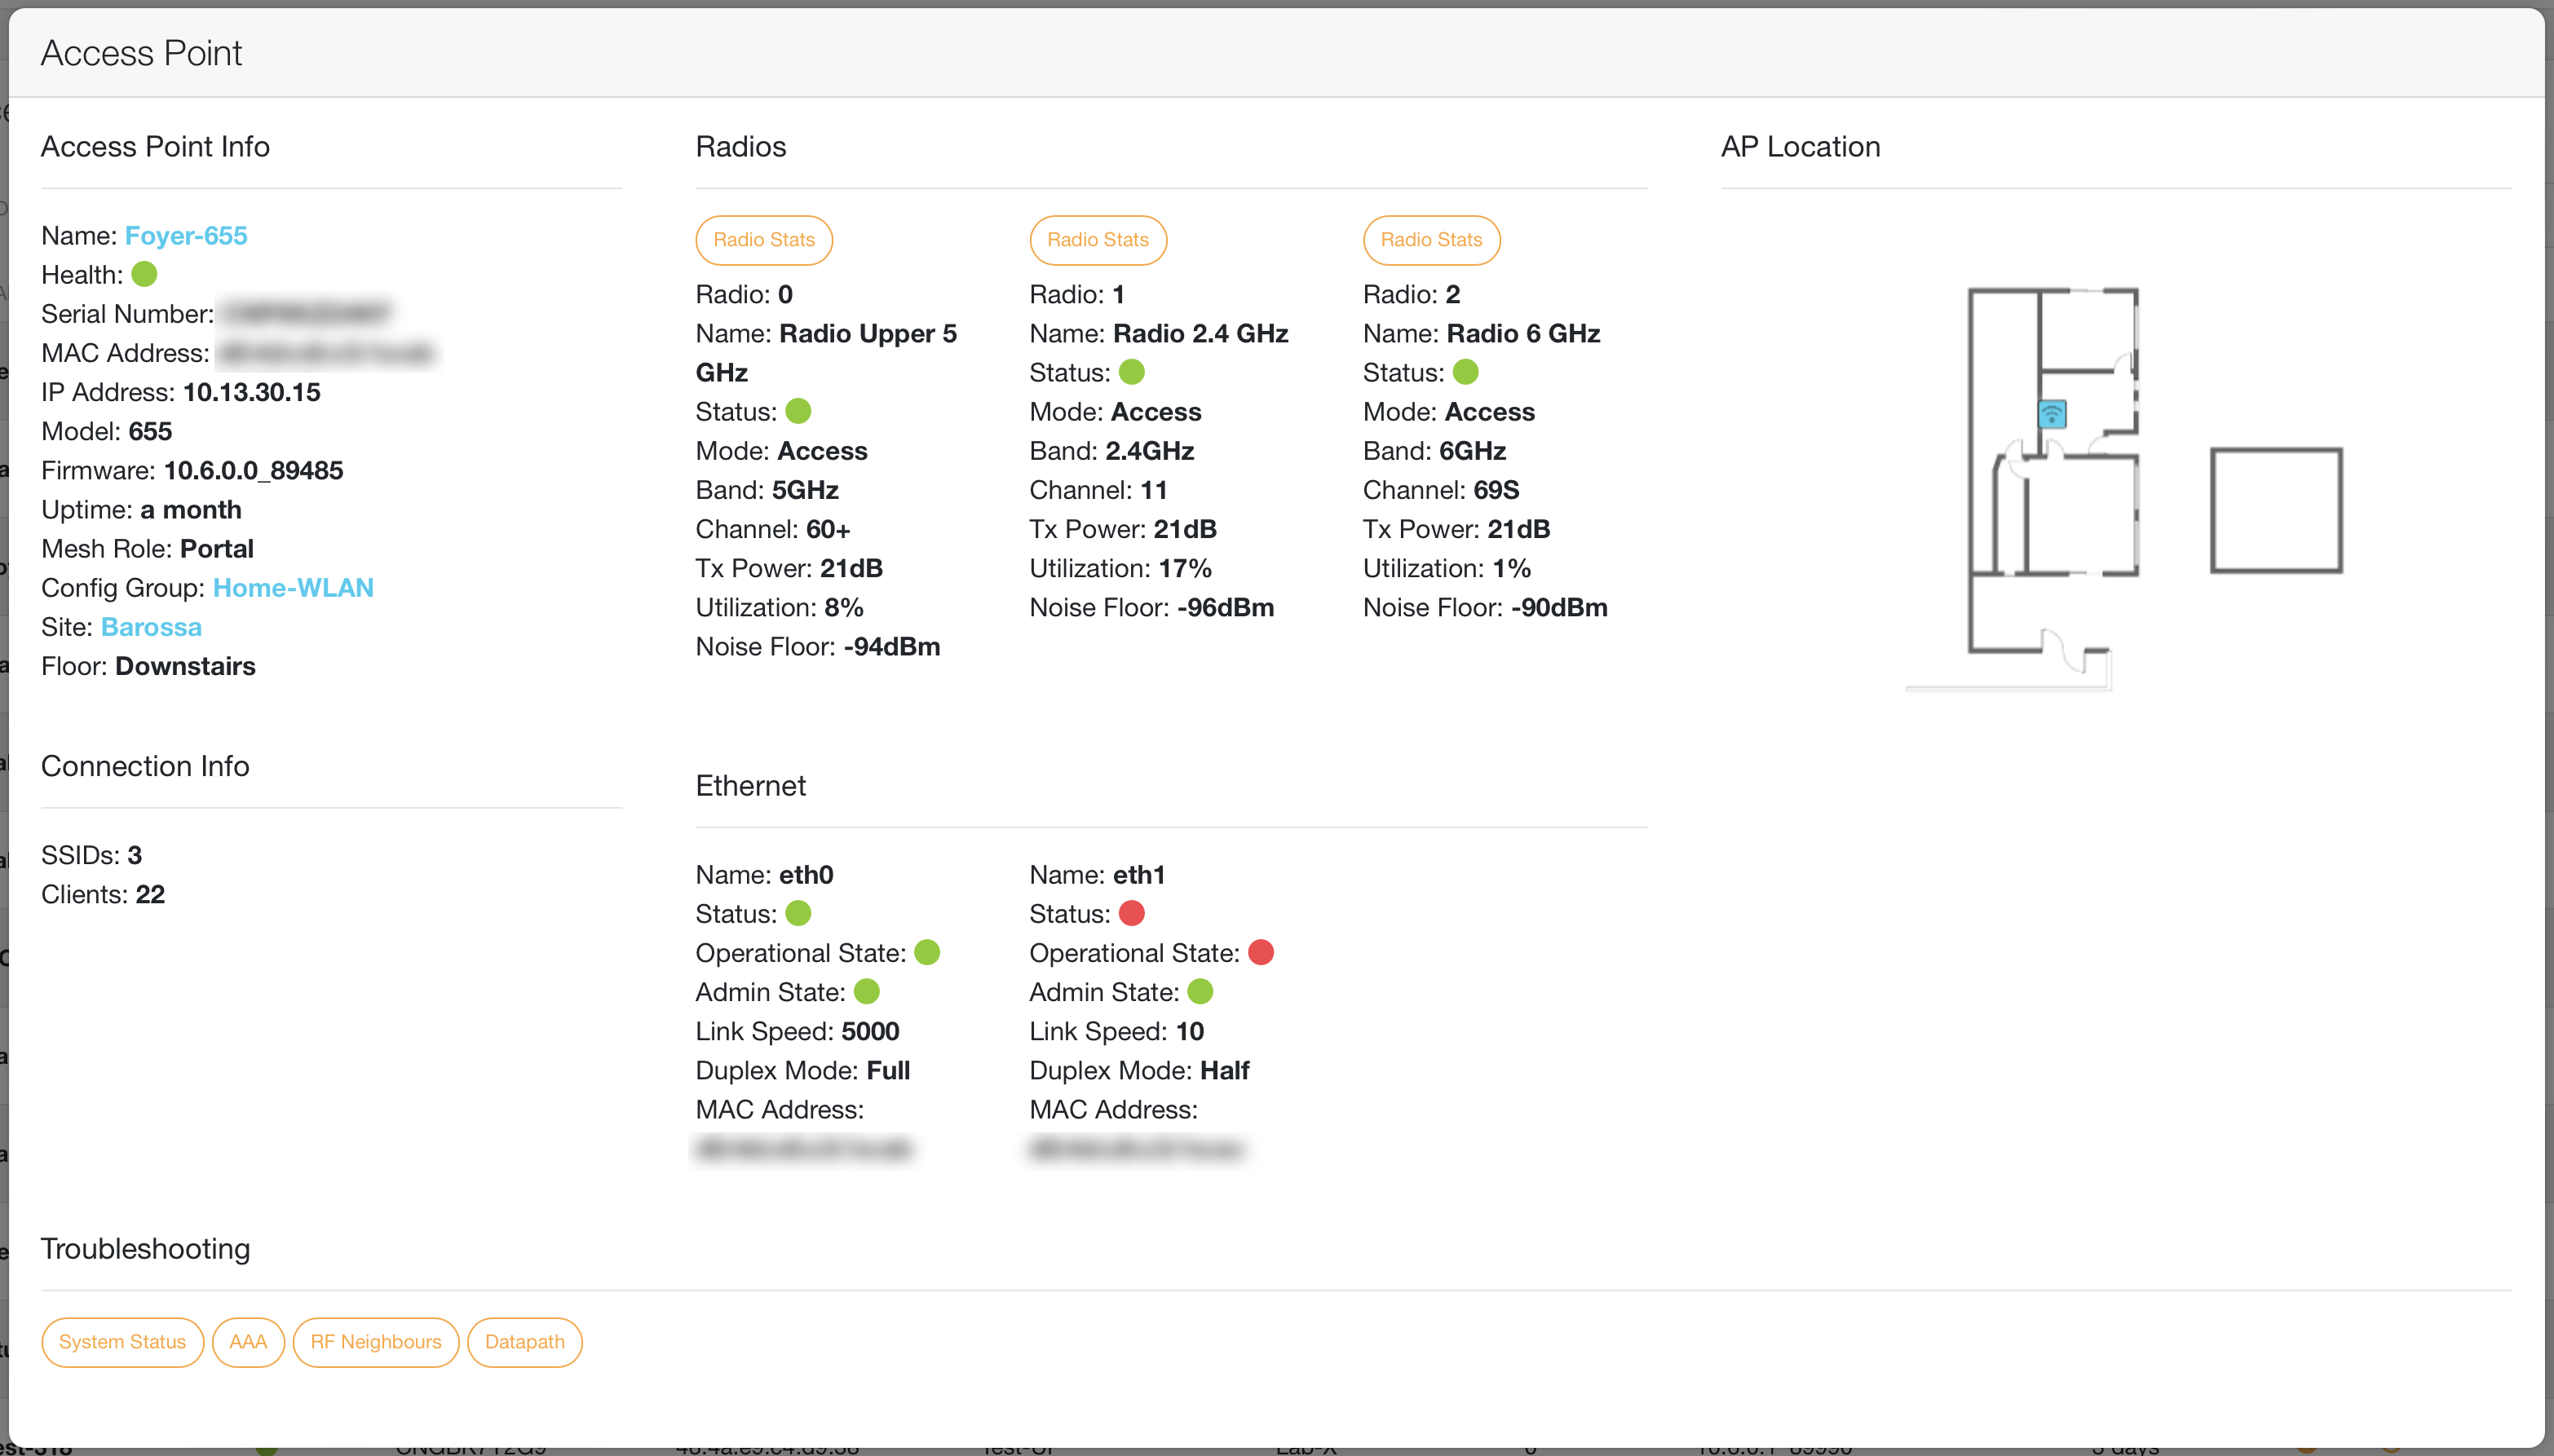 Access Point
Access Point Info
Name: Foyer-655
Health:
Serial Number:
MAC Address:
IP Address: 10.13.30.15
Model: 655
Firmware: 10.6.0.0_89485
Uptime: a month
Mesh Role: Portal
Config Group: Home-WLAN
Site: Barossa
Floor: Downstairs
Connection Info
SSIDs: 3
Clients: 22
Radios
Radio Stats
Radio: 0
Name: Radio Upper 5
GHz
Status:
Mode: Access
Band: 5GHz
Channel: 60+
Tx Power: 21dB
Utilization: 8%
Noise Floor: -94dBm
Radio Stats
Radio: 1
Name: Radio 2.4 GHz
Status:
Mode: Access
Band: 2.4GHz
Channel: 11
Tx Power: 21dB
Utilization: 17%
Noise Floor: -96dBm
Radio Stats
Radio: 2
Name: Radio 6 GHz
Status:
Mode: Access
Band: 6GHz
Channel: 69S
Tx Power: 21dB
Utilization: 1%
Noise Floor: -90dBm
Ethernet
Name: eth0
Status:
Operational State:
Admin State:
Link Speed: 5000
Duplex Mode: Full
MAC Address:
Name: eth1
Status:
Operational State:
Admin State:
Link Speed: 10
Duplex Mode: Half
MAC Address:
AP Location
Troubleshooting
System Status
AAA
RF Neighbours
Datapath